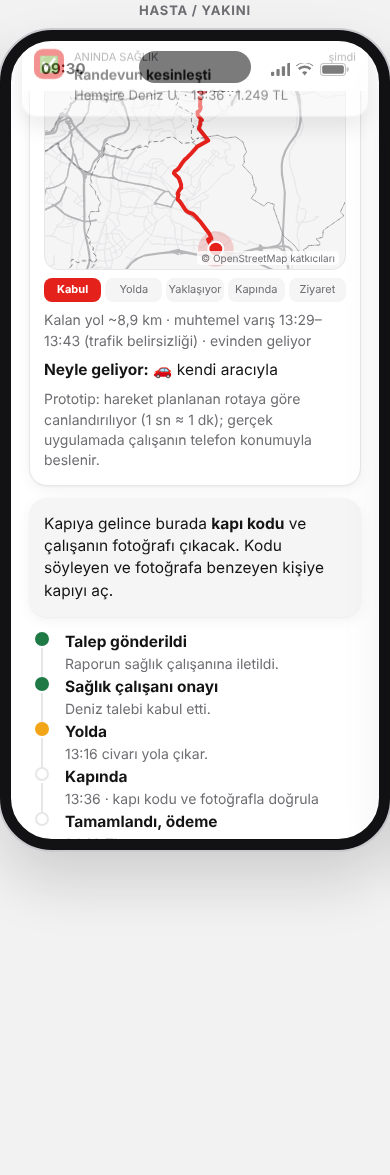 HASTA / YAKINI
09:30
ANINDA SAĞLIK
şimdi
Randevun kesinleşti
Hemşire Deniz U. · 13:36 · 1.249 TL
© OpenStreetMap katkıcıları
Kabul Yolda Yaklaşıyor Kapında Ziyaret
Kalan yol ~8,9 km · muhtemel varış 13:29–
13:43 (trafik belirsizliği) · evinden geliyor
Neyle geliyor: 🚗 kendi aracıyla
Prototip: hareket planlanan rotaya göre
canlandırılıyor (1 sn ≈ 1 dk); gerçek
uygulamada çalışanın telefon konumuyla
beslenir.
Kapıya gelince burada kapı kodu ve
çalışanın fotoğrafı çıkacak. Kodu
söyleyen ve fotoğrafa benzeyen kişiye
kapıyı aç.
Talep gönderildi
Raporun sağlık çalışanına iletildi.
Sağlık çalışanı onayı
Deniz talebi kabul etti.
Yolda
13:16 civarı yola çıkar.
Kapında
13:36 · kapı kodu ve fotoğrafla doğrula
Tamamlandı, ödeme